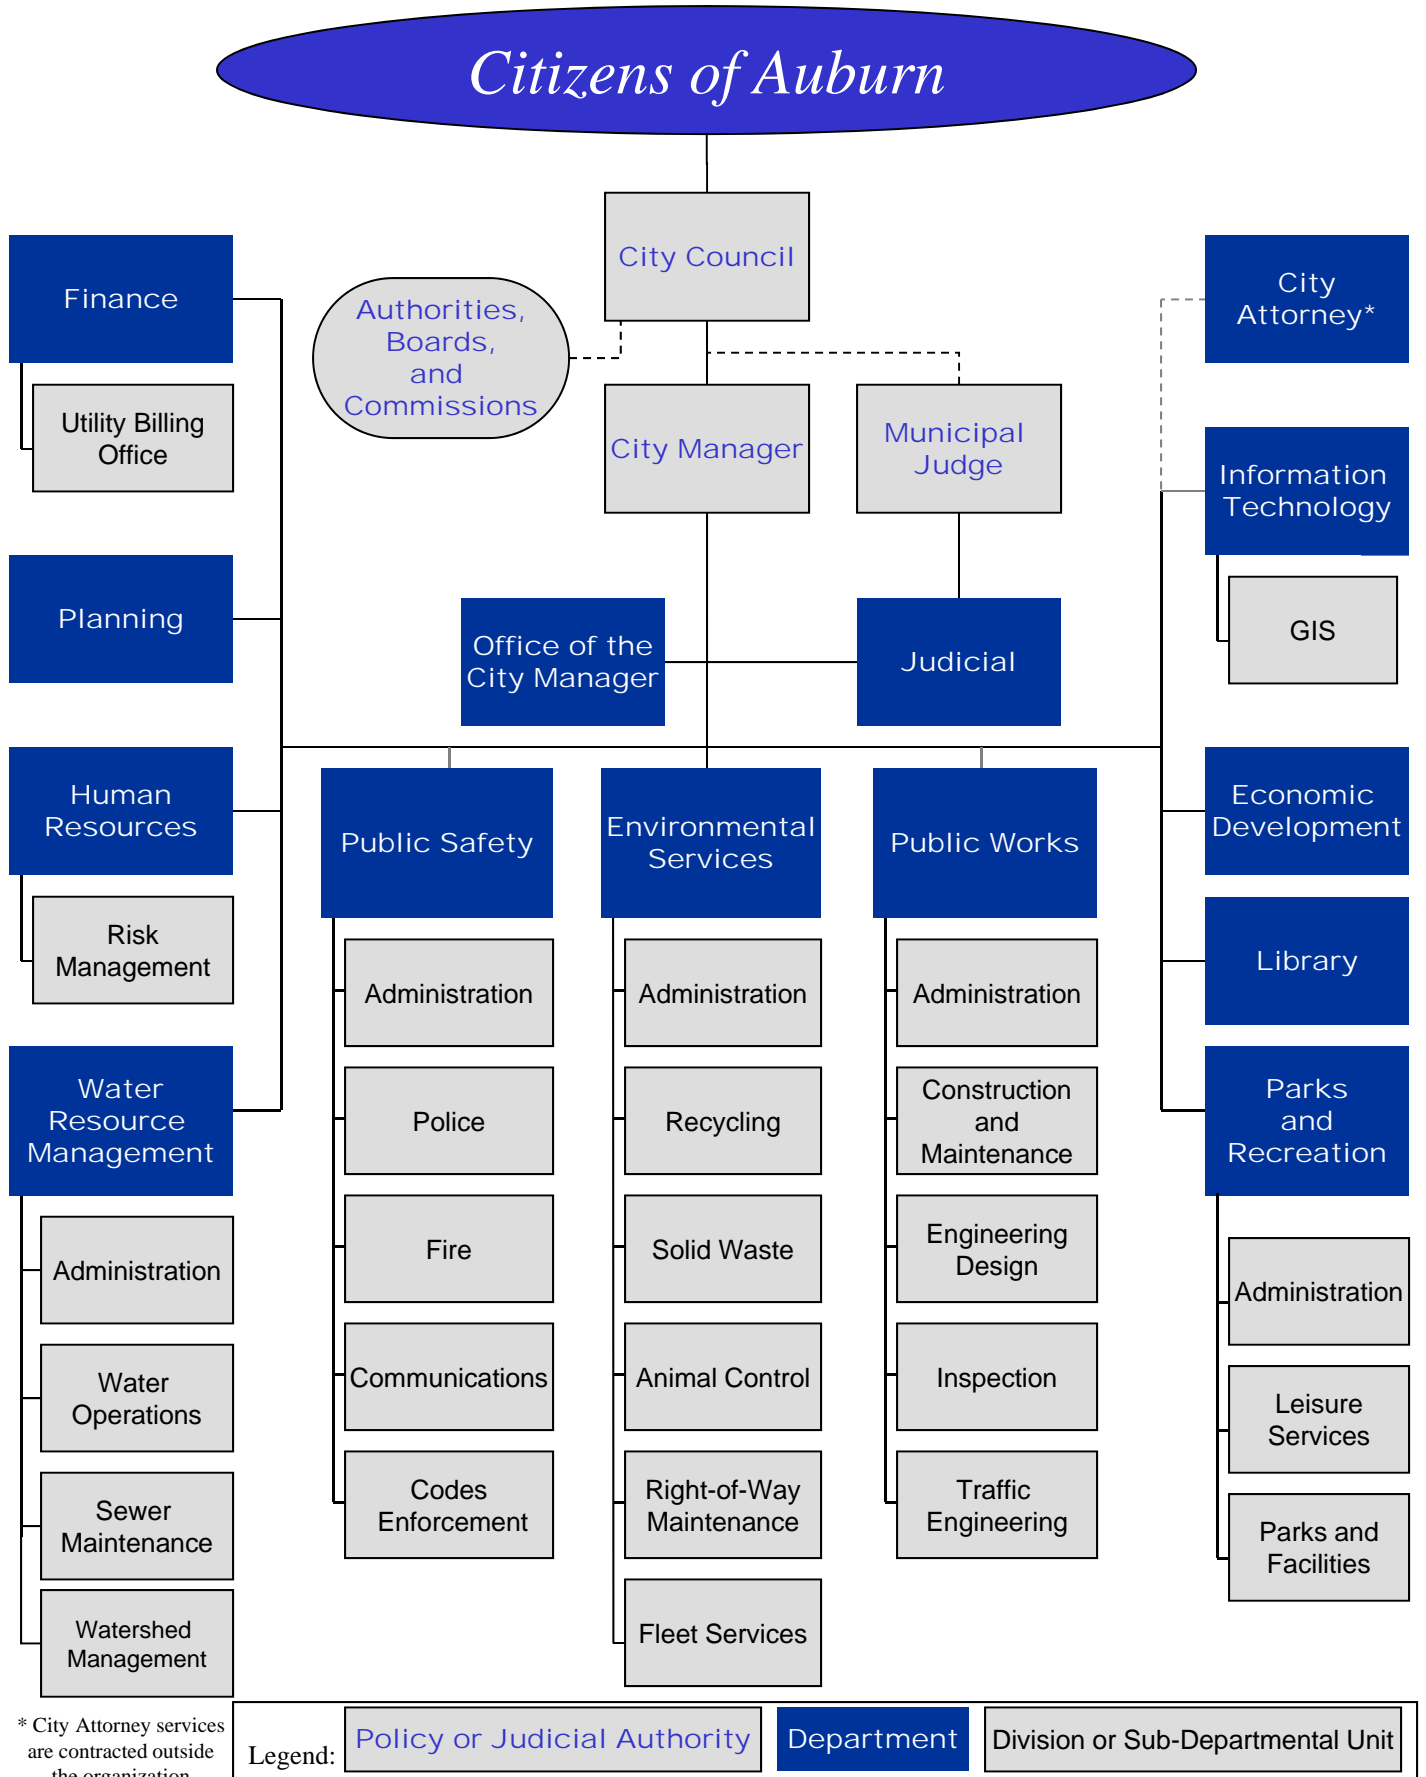 Citizens of Auburn
City Council
Authorities,
Boards,
and
Commissions
City Manager
Municipal
Judge
Office of the
City Manager
Judicial
Finance
Utility Billing
Office
Planning
Human
Resources
Risk
Management
Water
Resource
Management
Administration
Water
Operations
Sewer
Maintenance
Watershed
Management
Public Safety
Administration
Police
Fire
Communications
Codes
Enforcement
Environmental
Services
Administration
Recycling
Solid Waste
Animal Control
Right-of-Way
Maintenance
Fleet Services
Public Works
Administration
Construction
and
Maintenance
Engineering
Design
Inspection
Traffic
Engineering
City
Attorney*
Information
Technology
GIS
Economic
Development
Library
Parks
and
Recreation
Administration
Leisure
Services
Parks and
Facilities
* City Attorney services
are contracted outside
the organization
Legend:
Policy or Judicial Authority
Department
Division or Sub-Departmental Unit